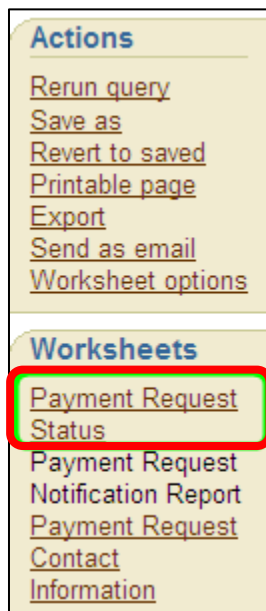 Actions
Rerun query
Save as
Revert to saved
Printable page
Export
Send as email
Worksheet options
Worksheets
Payment Request
Status
Payment Request
Notification Report
Payment Request
Contact
Information